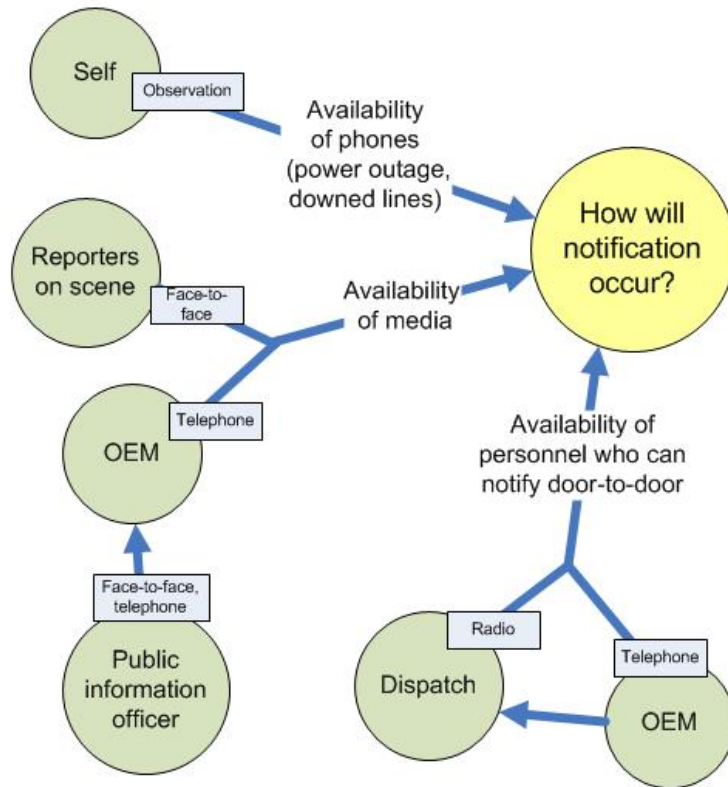 Self
Observation
Availability
of phones
(power outage,
downed lines)
How will
notification
occur?
Reporters
on scene
Face-to-
face
Availability
of media
Telephone
OEM
Availability of
personnel who can
notify door-to-door
Face-to-face,
telephone
Public
information
officer
Radio
Dispatch
Telephone
OEM